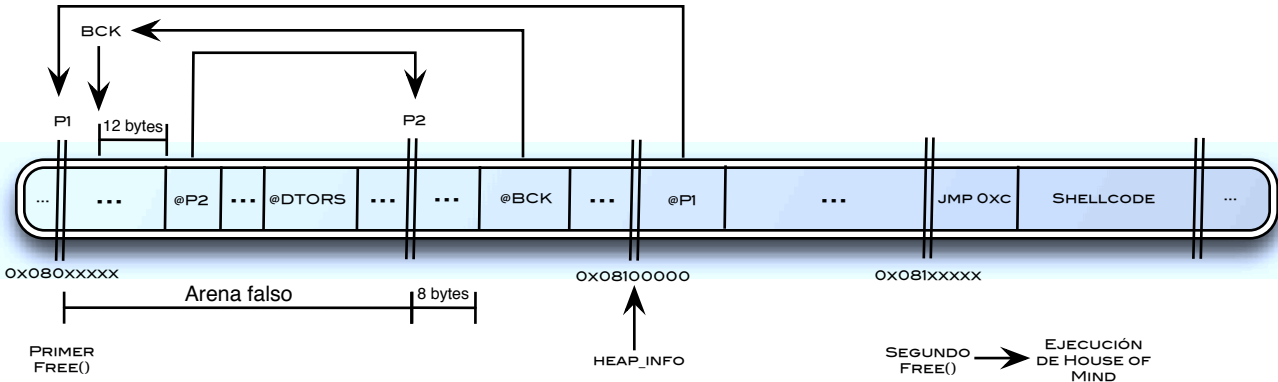 BCK
P1
12 bytes
P2
... ... @P2 ... @DTORS ... ... @BCK ... @P1 ... JMP 0XC SHELLCODE ...
0X080XXXXX
0X08100000
0X081XXXXX
Arena falso
8 bytes
PRIMER
FREE()
HEAP_INFO
SEGUNDO
FREE()
EJECUCIÓN
DE HOUSE OF
MIND